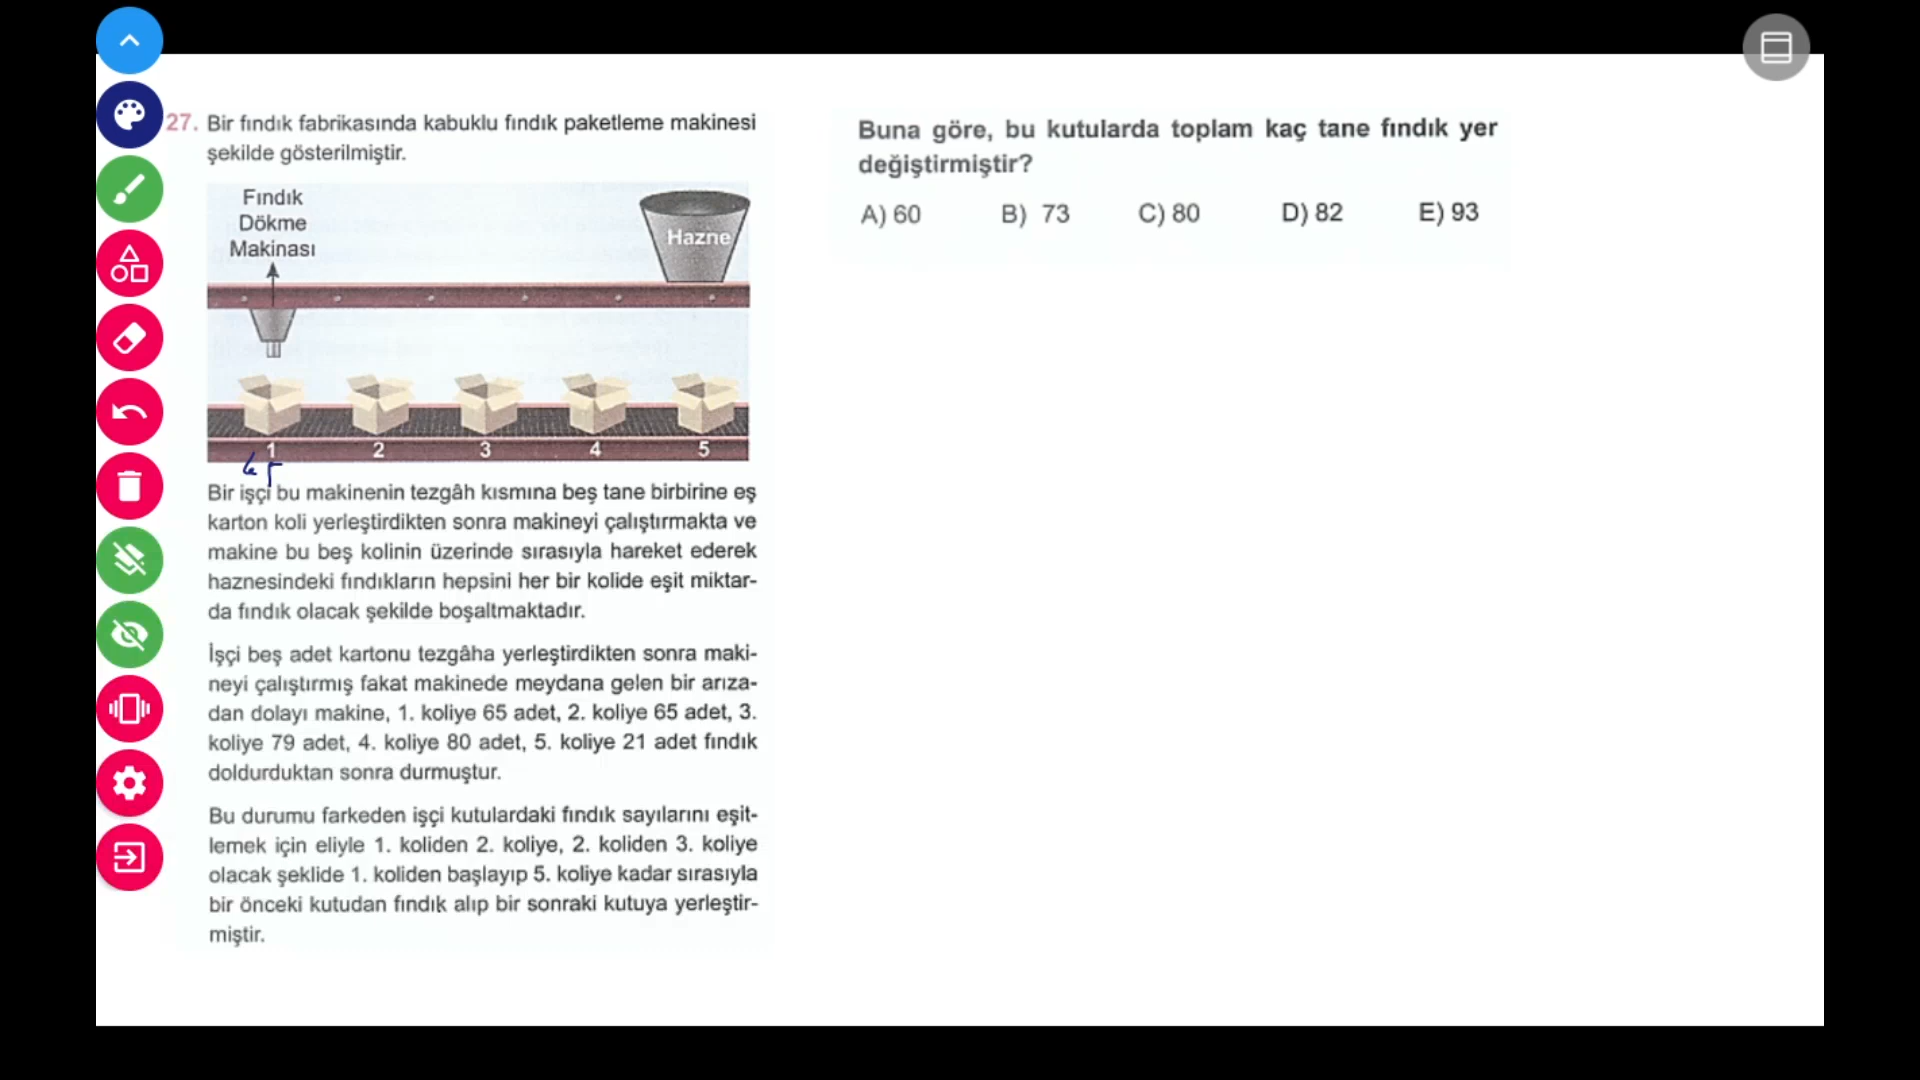 27. Bir fındık fabrikasında kabuklu fındık paketleme makinesi
şekilde gösterilmiştir.
Fındık
Dökme
Makinası
Hazne
1 2 3 4 5
65
Bir işçi bu makinenin tezgâh kısmına beş tane birbirine eş
karton koli yerleştirdikten sonra makineyi çalıştırmakta ve
makine bu beş kolinin üzerinde sırasıyla hareket ederek
haznesindeki fındıkların hepsini her bir kolide eşit miktar-
da fındık olacak şekilde boşaltmaktadır.
İşçi beş adet kartonu tezgâha yerleştirdikten sonra maki-
neyi çalıştırmış fakat makinede meydana gelen bir arıza-
dan dolayı makine, 1. koliye 65 adet, 2. koliye 65 adet, 3.
koliye 79 adet, 4. koliye 80 adet, 5. koliye 21 adet fındık
doldurduktan sonra durmuştur.
Bu durumu farkeden işçi kutulardaki fındık sayılarını eşit-
lemek için eliyle 1. koliden 2. koliye, 2. koliden 3. koliye
olacak şeklide 1. koliden başlayıp 5. koliye kadar sırasıyla
bir önceki kutudan fındık alıp bir sonraki kutuya yerleştir-
miştir.
Buna göre, bu kutularda toplam kaç tane fındık yer
değiştirmiştir?
A) 60 B) 73 C) 80 D) 82 E) 93